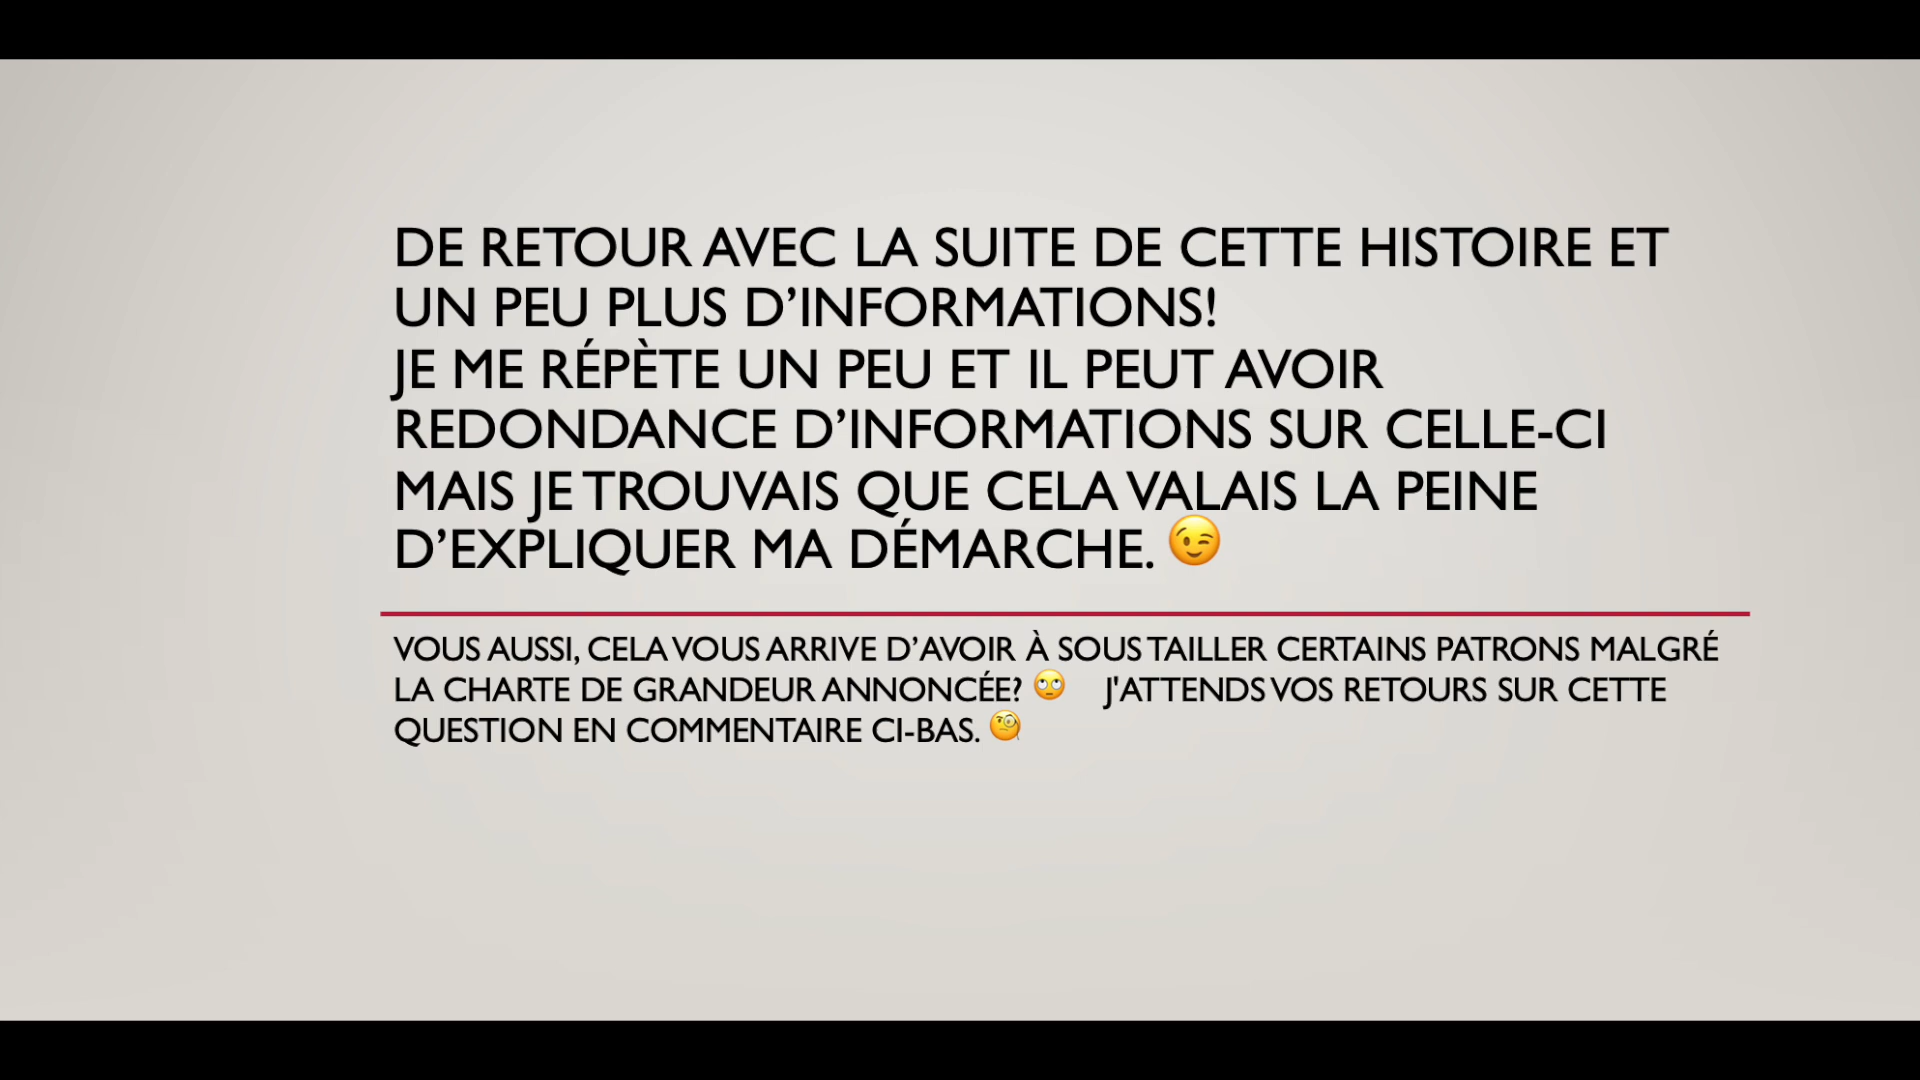 DE RETOUR AVEC LA SUITE DE CETTE HISTOIRE ET
UN PEU PLUS D’INFORMATIONS!
JE ME RÉPÈTE UN PEU ET IL PEUT AVOIR
REDONDANCE D’INFORMATIONS SUR CELLE-CI
MAIS JE TROUVAIS QUE CELA VALAIS LA PEINE
D’EXPLIQUER MA DÉMARCHE. 😉
VOUS AUSSI, CELA VOUS ARRIVE D’AVOIR À SOUS TAILLER CERTAINS PATRONS MALGRÉ
LA CHARTE DE GRANDEUR ANNONCÉE? 🙄 J'ATTENDS VOS RETOURS SUR CETTE
QUESTION EN COMMENTAIRE CI-BAS. 🧐